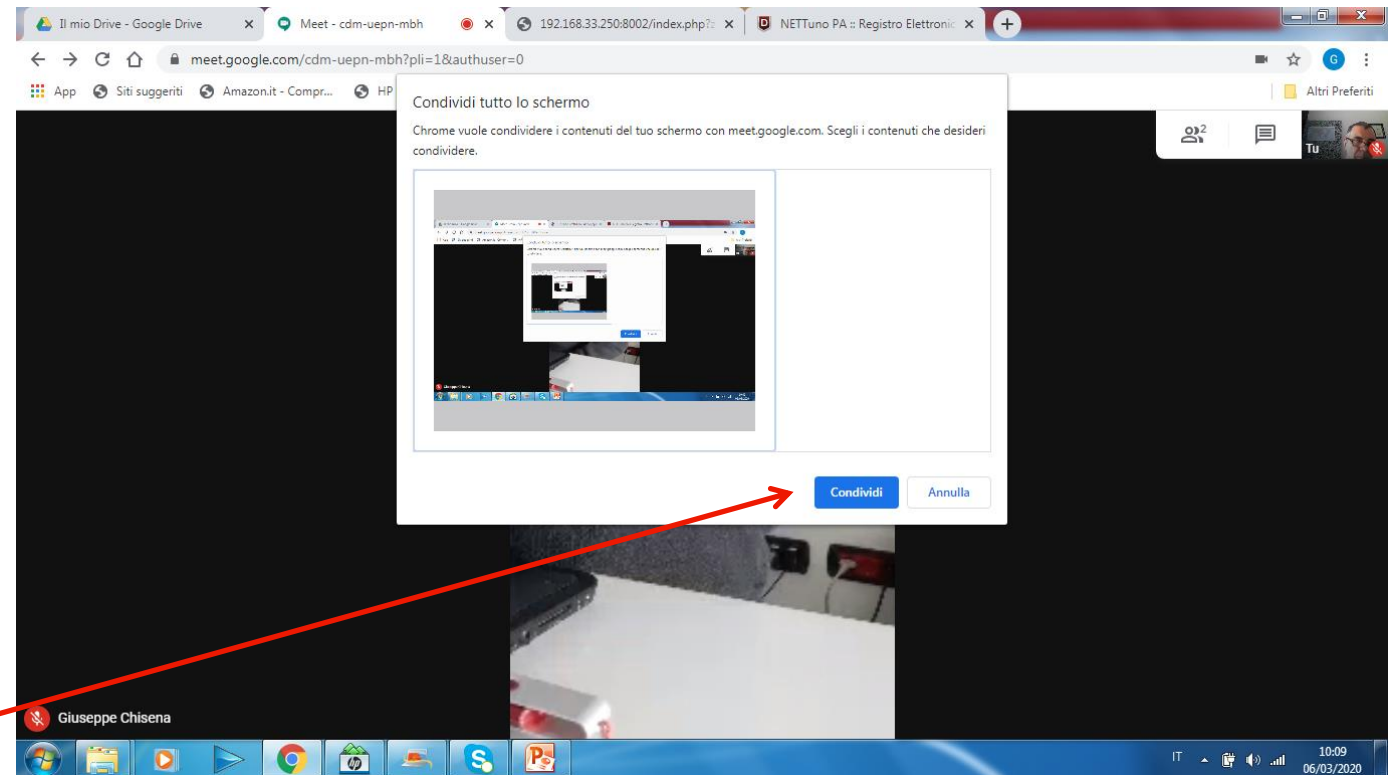 Il mio Drive - Google Drive
Meet - cdm-uepn-mbh
192.168.33.250:8002/index.php?
NETTuno PA :: Registro Elettronic
meet.google.com/cdm-uepn-mbh?pli=1&authuser=0
G
App
Siti suggeriti
Amazon.it - Compr...
HP
Altri Preferiti
Condividi tutto lo schermo
Chrome vuole condividere i contenuti del tuo schermo con meet.google.com. Scegli i contenuti che desideri
condividere.
2
Tu
Condividi
Annulla
Giuseppe Chisena
IT
10:09
06/03/2020